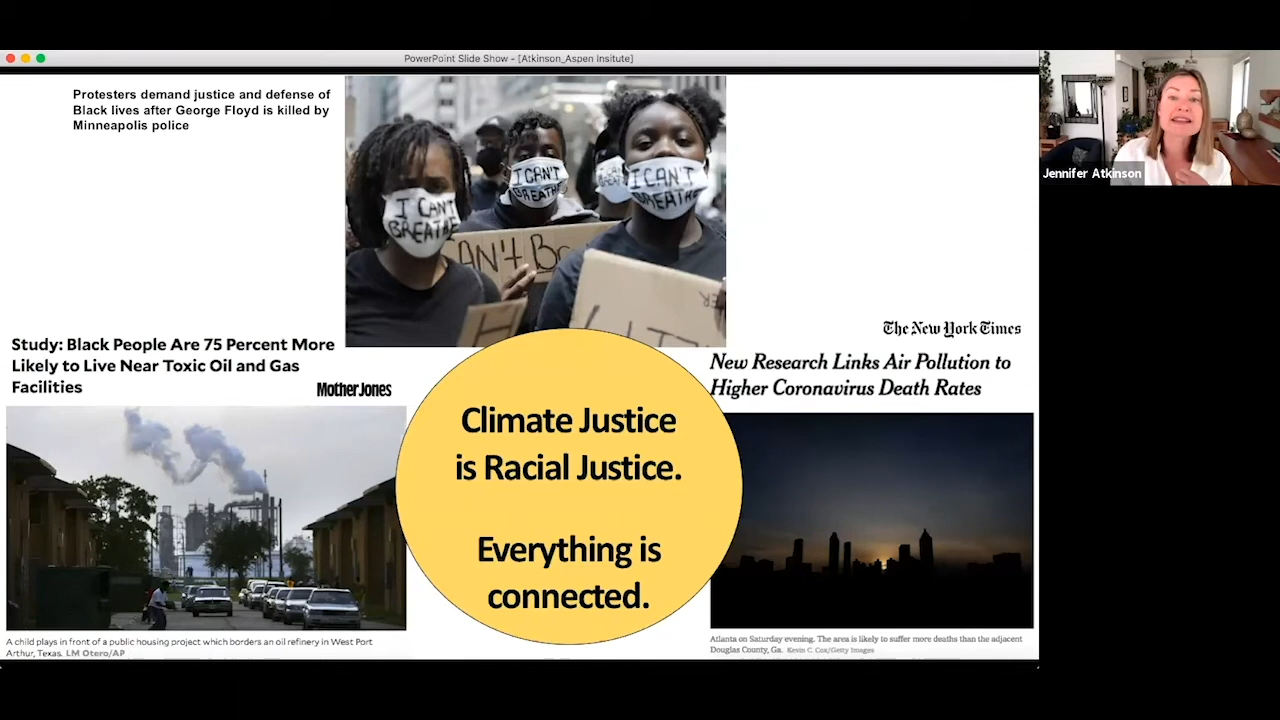 PowerPoint Slide Show - [Atkinson_Aspen Insitute]
Protesters demand justice and defense of
Black lives after George Floyd is killed by
Minneapolis police
I CAN'T
BREATHE
I CAN'T
BREATHE
I CAN'T
BREATHE
AN'T
Jennifer Atkinson
Study: Black People Are 75 Percent More
Likely to Live Near Toxic Oil and Gas
Facilities
Mother Jones
The New York Times
New Research Links Air Pollution to
Higher Coronavirus Death Rates
Climate Justice
is Racial Justice.
Everything is
connected.
A child plays in front of a public housing project which borders an oil refinery in West Port
Arthur, Texas. LM Otero/AP
Atlanta on Saturday evening. The area is likely to suffer more deaths than the adjacent
Douglas County, Ga. Kevin C. Cox/Getty Images